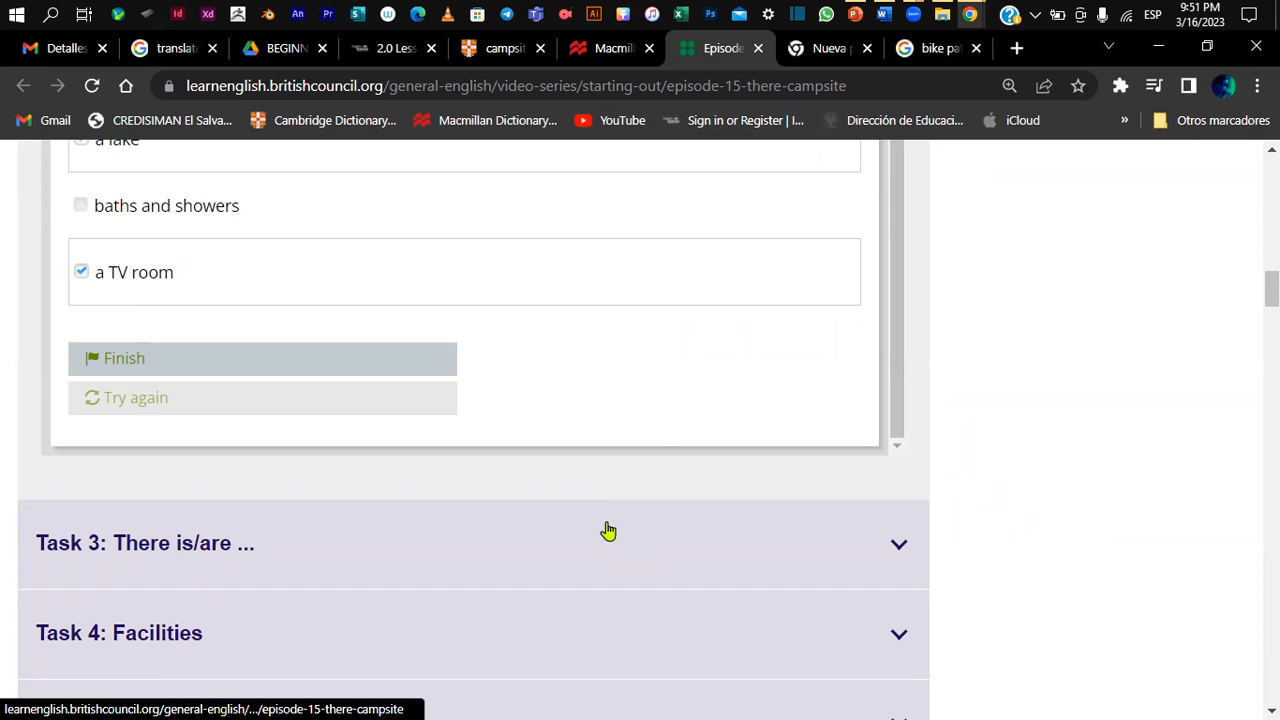 9:51 PM
ESP
3/16/2023
Detalles
translate
BEGINN
2.0 Less
campsit
Macmill
Episode
Nueva p
bike pat
learnenglish.britishcouncil.org/general-english/video-series/starting-out/episode-15-there-campsite
Gmail
CREDISIMAN El Salva...
Cambridge Dictionary...
Macmillan Dictionary...
YouTube
Sign in or Register | I...
Dirección de Educaci...
iCloud
»
Otros marcadores
a lake
baths and showers
a TV room
Finish
Try again
Task 3: There is/are ...
Task 4: Facilities
learnenglish.britishcouncil.org/general-english/.../episode-15-there-campsite